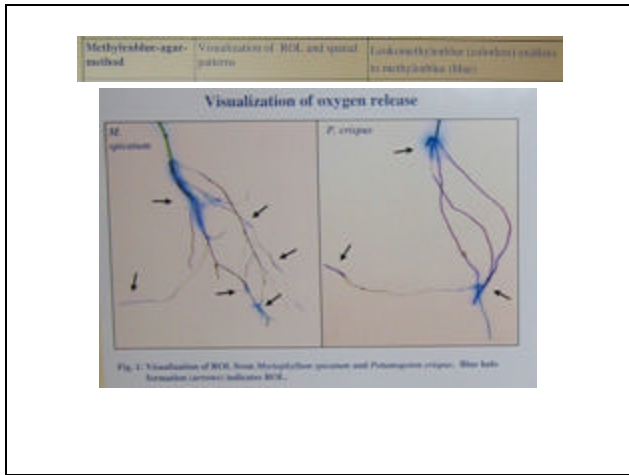 Methylenblue-agar-
method
Visualization of ROL and spatial
patterns
Leukomethylenblue (colorless) oxidizes
to methylenblue (blue)
Visualization of oxygen release
M.
spicatum
P. crispus
Fig. 1: Visualization of ROL from Myriophyllum spicatum and Potamogeton crispus. Blue halo
formation (arrows) indicates ROL.